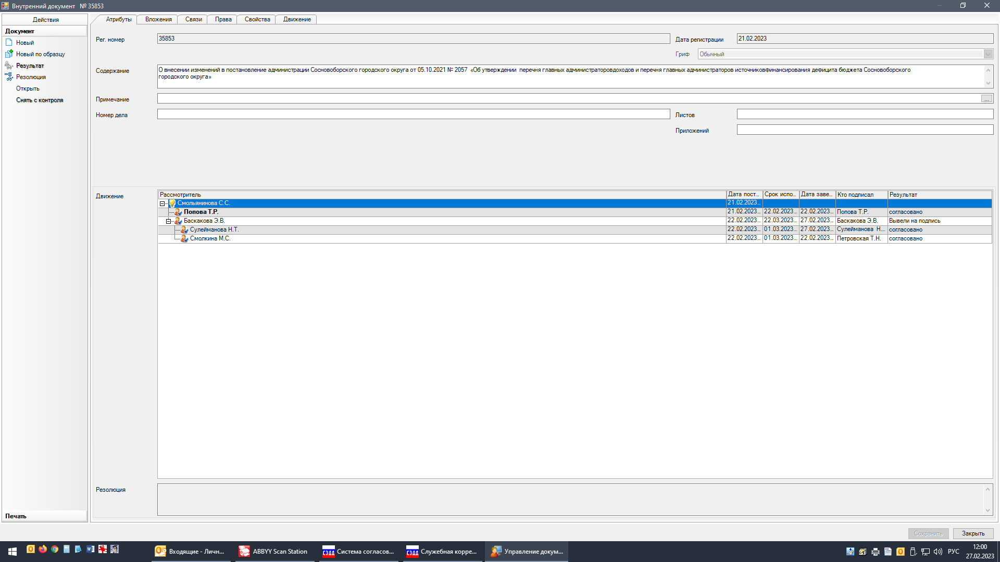 Внутренний документ № 35853
Действия
Документ
Новый
Новый по образцу
Результат
Резолюция
Открыть
Снять с контроля
Печать
Атрибуты Вложения Связи Права Свойства Движение
Рег. номер 35853 Дата регистрации 21.02.2023
Гриф Обычный
Содержание О внесении изменений в постановление администрации Сосновоборского городского округа от 05.10.2021 № 2057 «Об утверждении перечня главных администраторовдоходов и перечня главных администраторов источниковфинансирования дефицита бюджета Сосновоборского
городского округа»
Примечание ...
Номер дела Листов
Приложений
Движение Рассмотритель Дата пост... Срок испо... Дата заве... Кто подписал Результат
Смольянинова С.С. 21.02.2023...
Попова Т.Р. 21.02.2023... 22.02.2023... 22.02.2023... Попова Т.Р. согласовано
Баскакова Э.В. 22.02.2023... 22.03.2023... 27.02.2023... Баскакова Э.В. Вывели на подпись
Сулейманова Н.Т. 22.02.2023... 01.03.2023... 27.02.2023... Сулейманова Н... согласовано
Смолкина М.С. 22.02.2023... 01.03.2023... 22.02.2023... Петровская Т.Н. согласовано
Резолюция
Сохранить Закрыть
Входящие - Личн... ABBYY Scan Station СЭДД Система согласов... СЭДД Служебная корре... Управление докум... РУС 12:00
27.02.2023